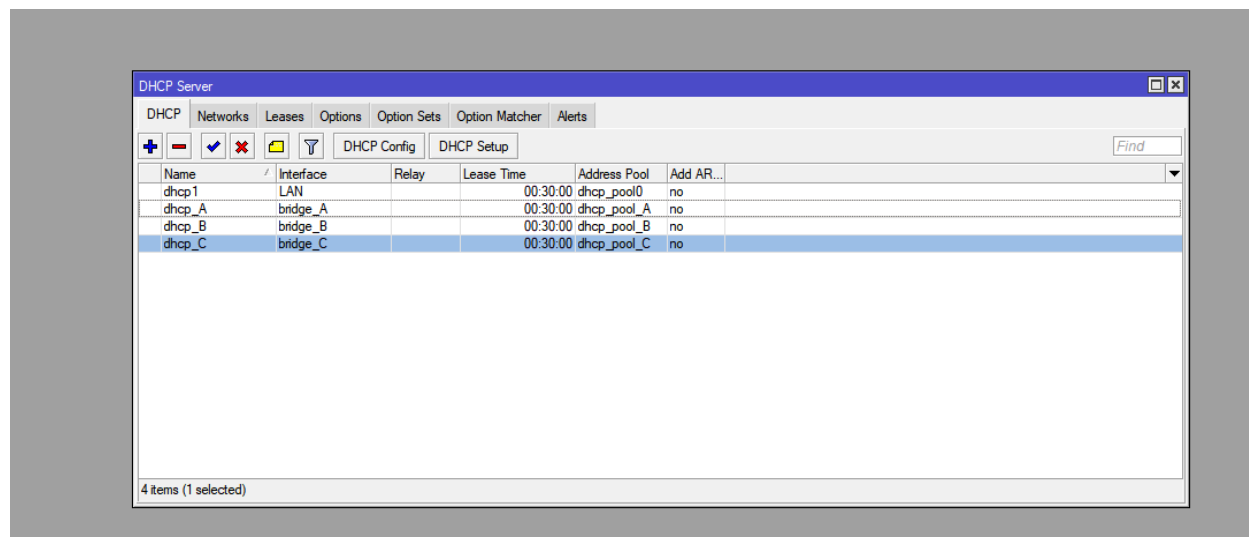 DHCP Server
DHCP Networks Leases Options Option Sets Option Matcher Alerts
DHCP Config DHCP Setup Find
Name Interface Relay Lease Time Address Pool Add AR...
dhcp1 LAN 00:30:00 dhcp_pool0 no
dhcp_A bridge_A 00:30:00 dhcp_pool_A no
dhcp_B bridge_B 00:30:00 dhcp_pool_B no
dhcp_C bridge_C 00:30:00 dhcp_pool_C no
4 items (1 selected)